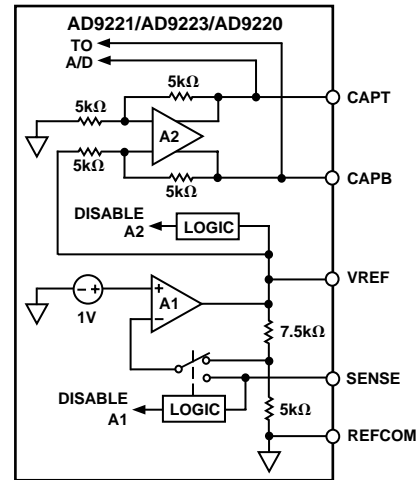 AD9221/AD9223/AD9220
TO
A/D
5kΩ
CAPT
5kΩ
A2
5kΩ
5kΩ
CAPB
DISABLE
A2
LOGIC
VREF
A1
1V
7.5kΩ
SENSE
DISABLE
A1
LOGIC
5kΩ
REFCOM